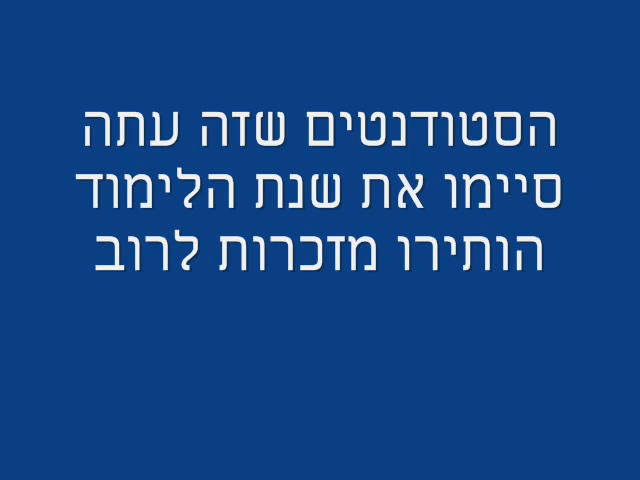 הסטודנטים שזה עתה
סיימו את שנת הלימוד
הותירו מזכרות לרוב